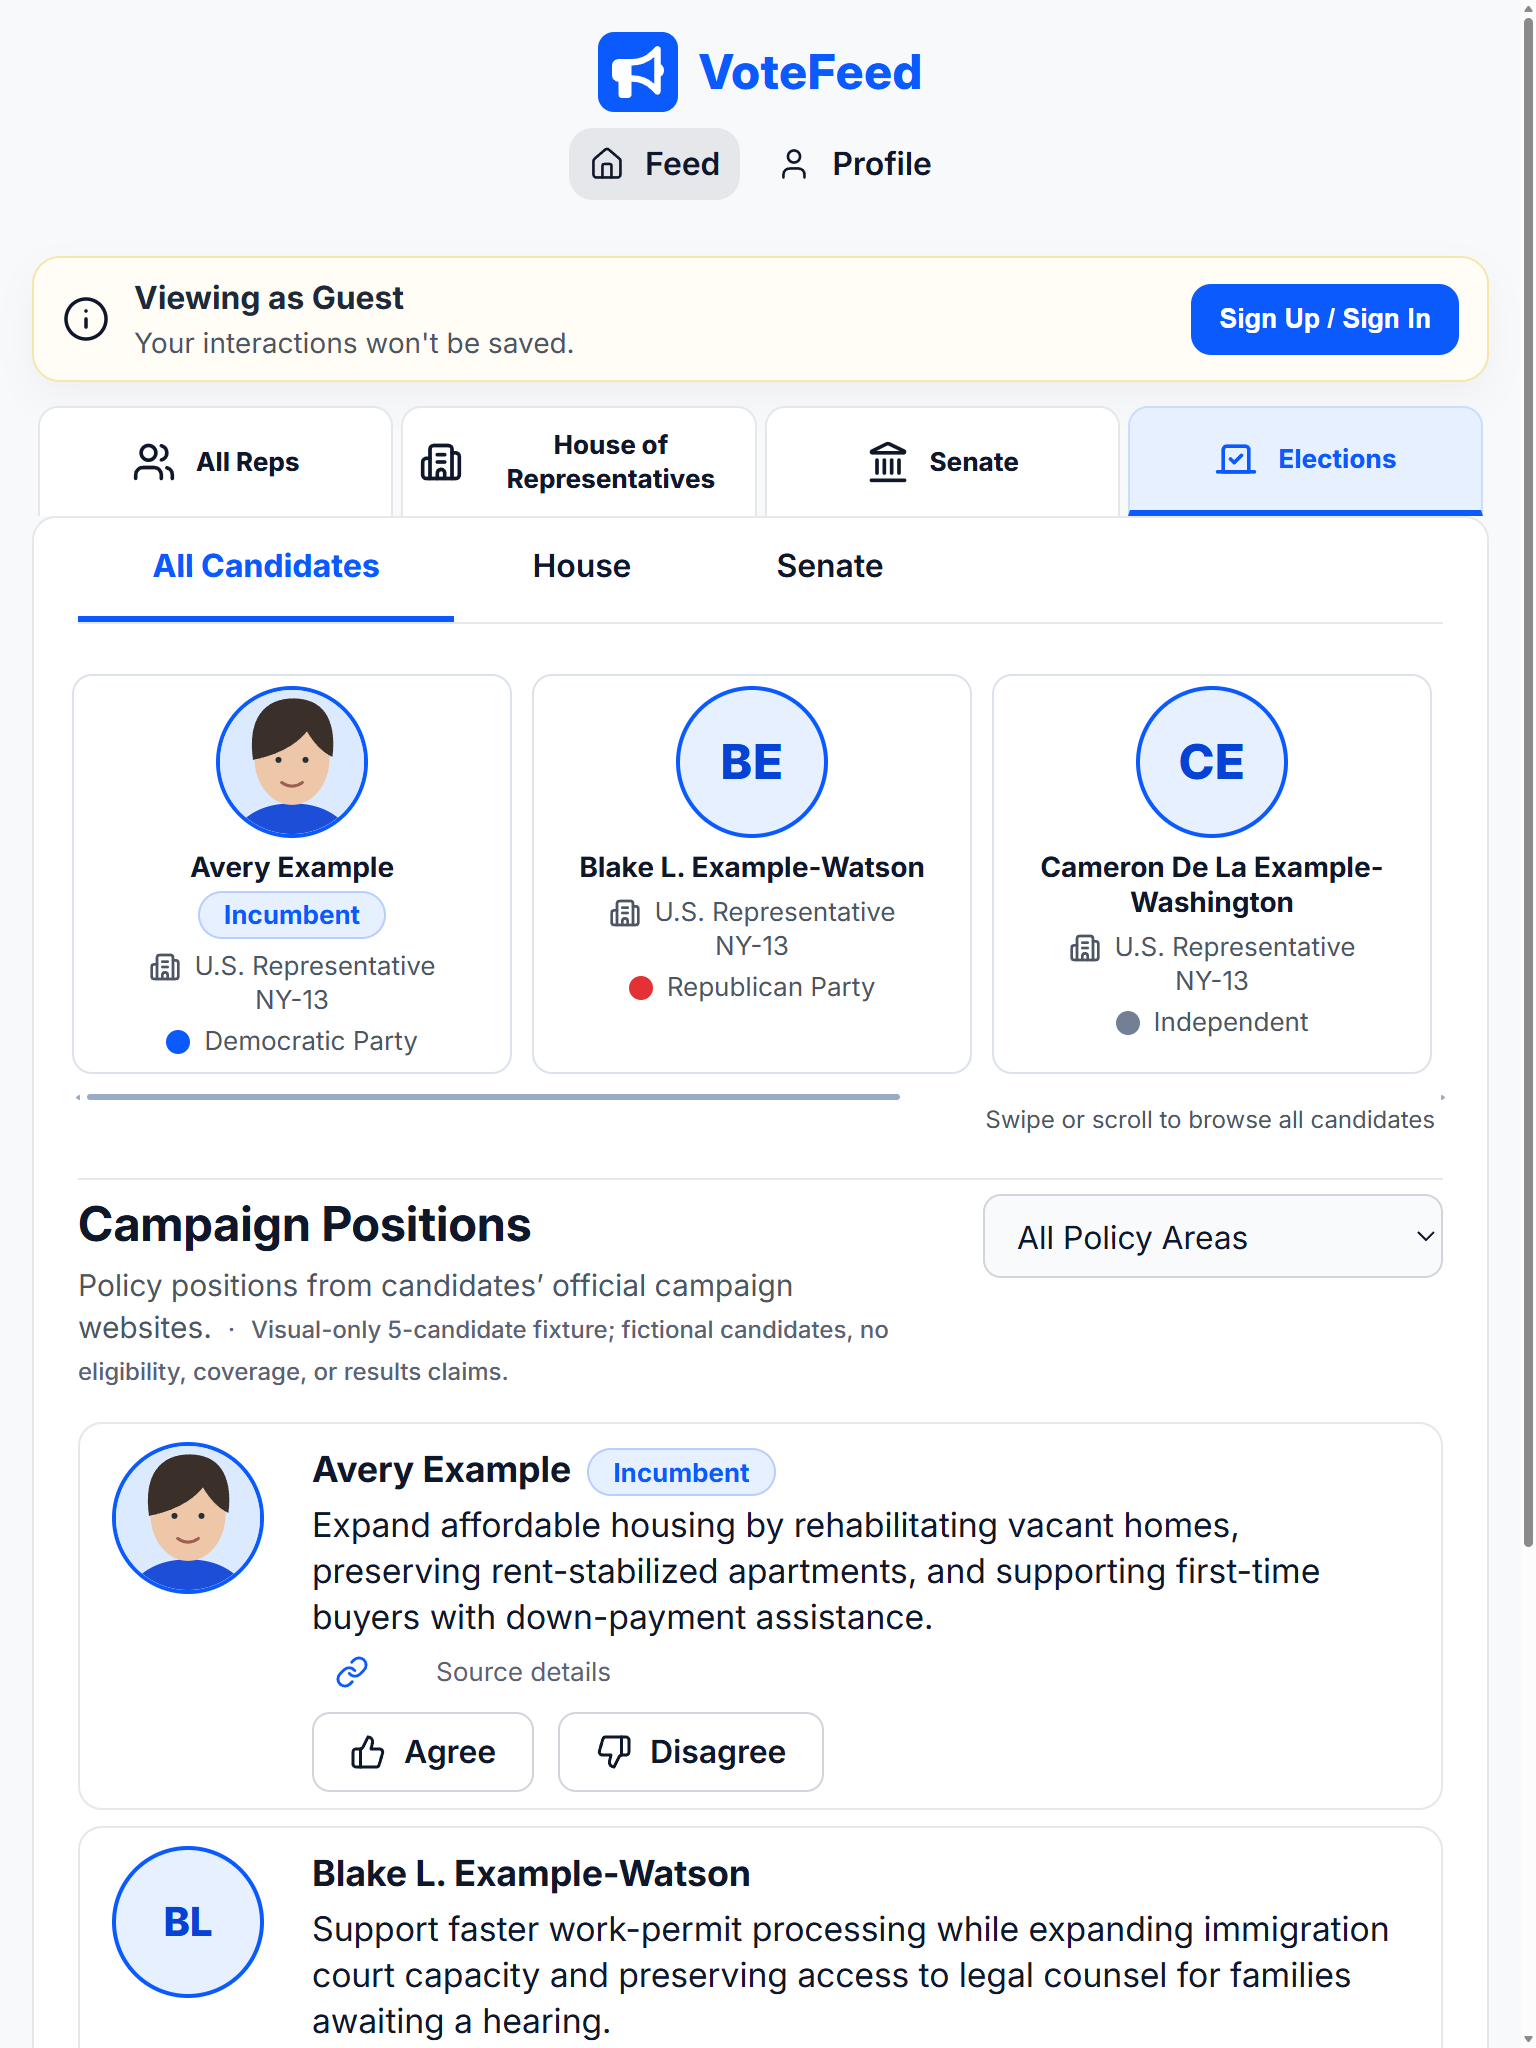 VoteFeed
Feed
Profile
Viewing as Guest
Your interactions won't be saved.
Sign Up / Sign In
All Reps
House of
Representatives
Senate
Elections
All Candidates
House
Senate
Avery Example
Incumbent
U.S. Representative
NY-13
Democratic Party
BE
Blake L. Example-Watson
U.S. Representative
NY-13
Republican Party
CE
Cameron De La Example-
Washington
U.S. Representative
NY-13
Independent
Swipe or scroll to browse all candidates
Campaign Positions
All Policy Areas
Policy positions from candidates’ official campaign
websites. · Visual-only 5-candidate fixture; fictional candidates, no
eligibility, coverage, or results claims.
Avery Example Incumbent
Expand affordable housing by rehabilitating vacant homes,
preserving rent-stabilized apartments, and supporting first-time
buyers with down-payment assistance.
Source details
Agree
Disagree
BL
Blake L. Example-Watson
Support faster work-permit processing while expanding immigration
court capacity and preserving access to legal counsel for families
awaiting a hearing.